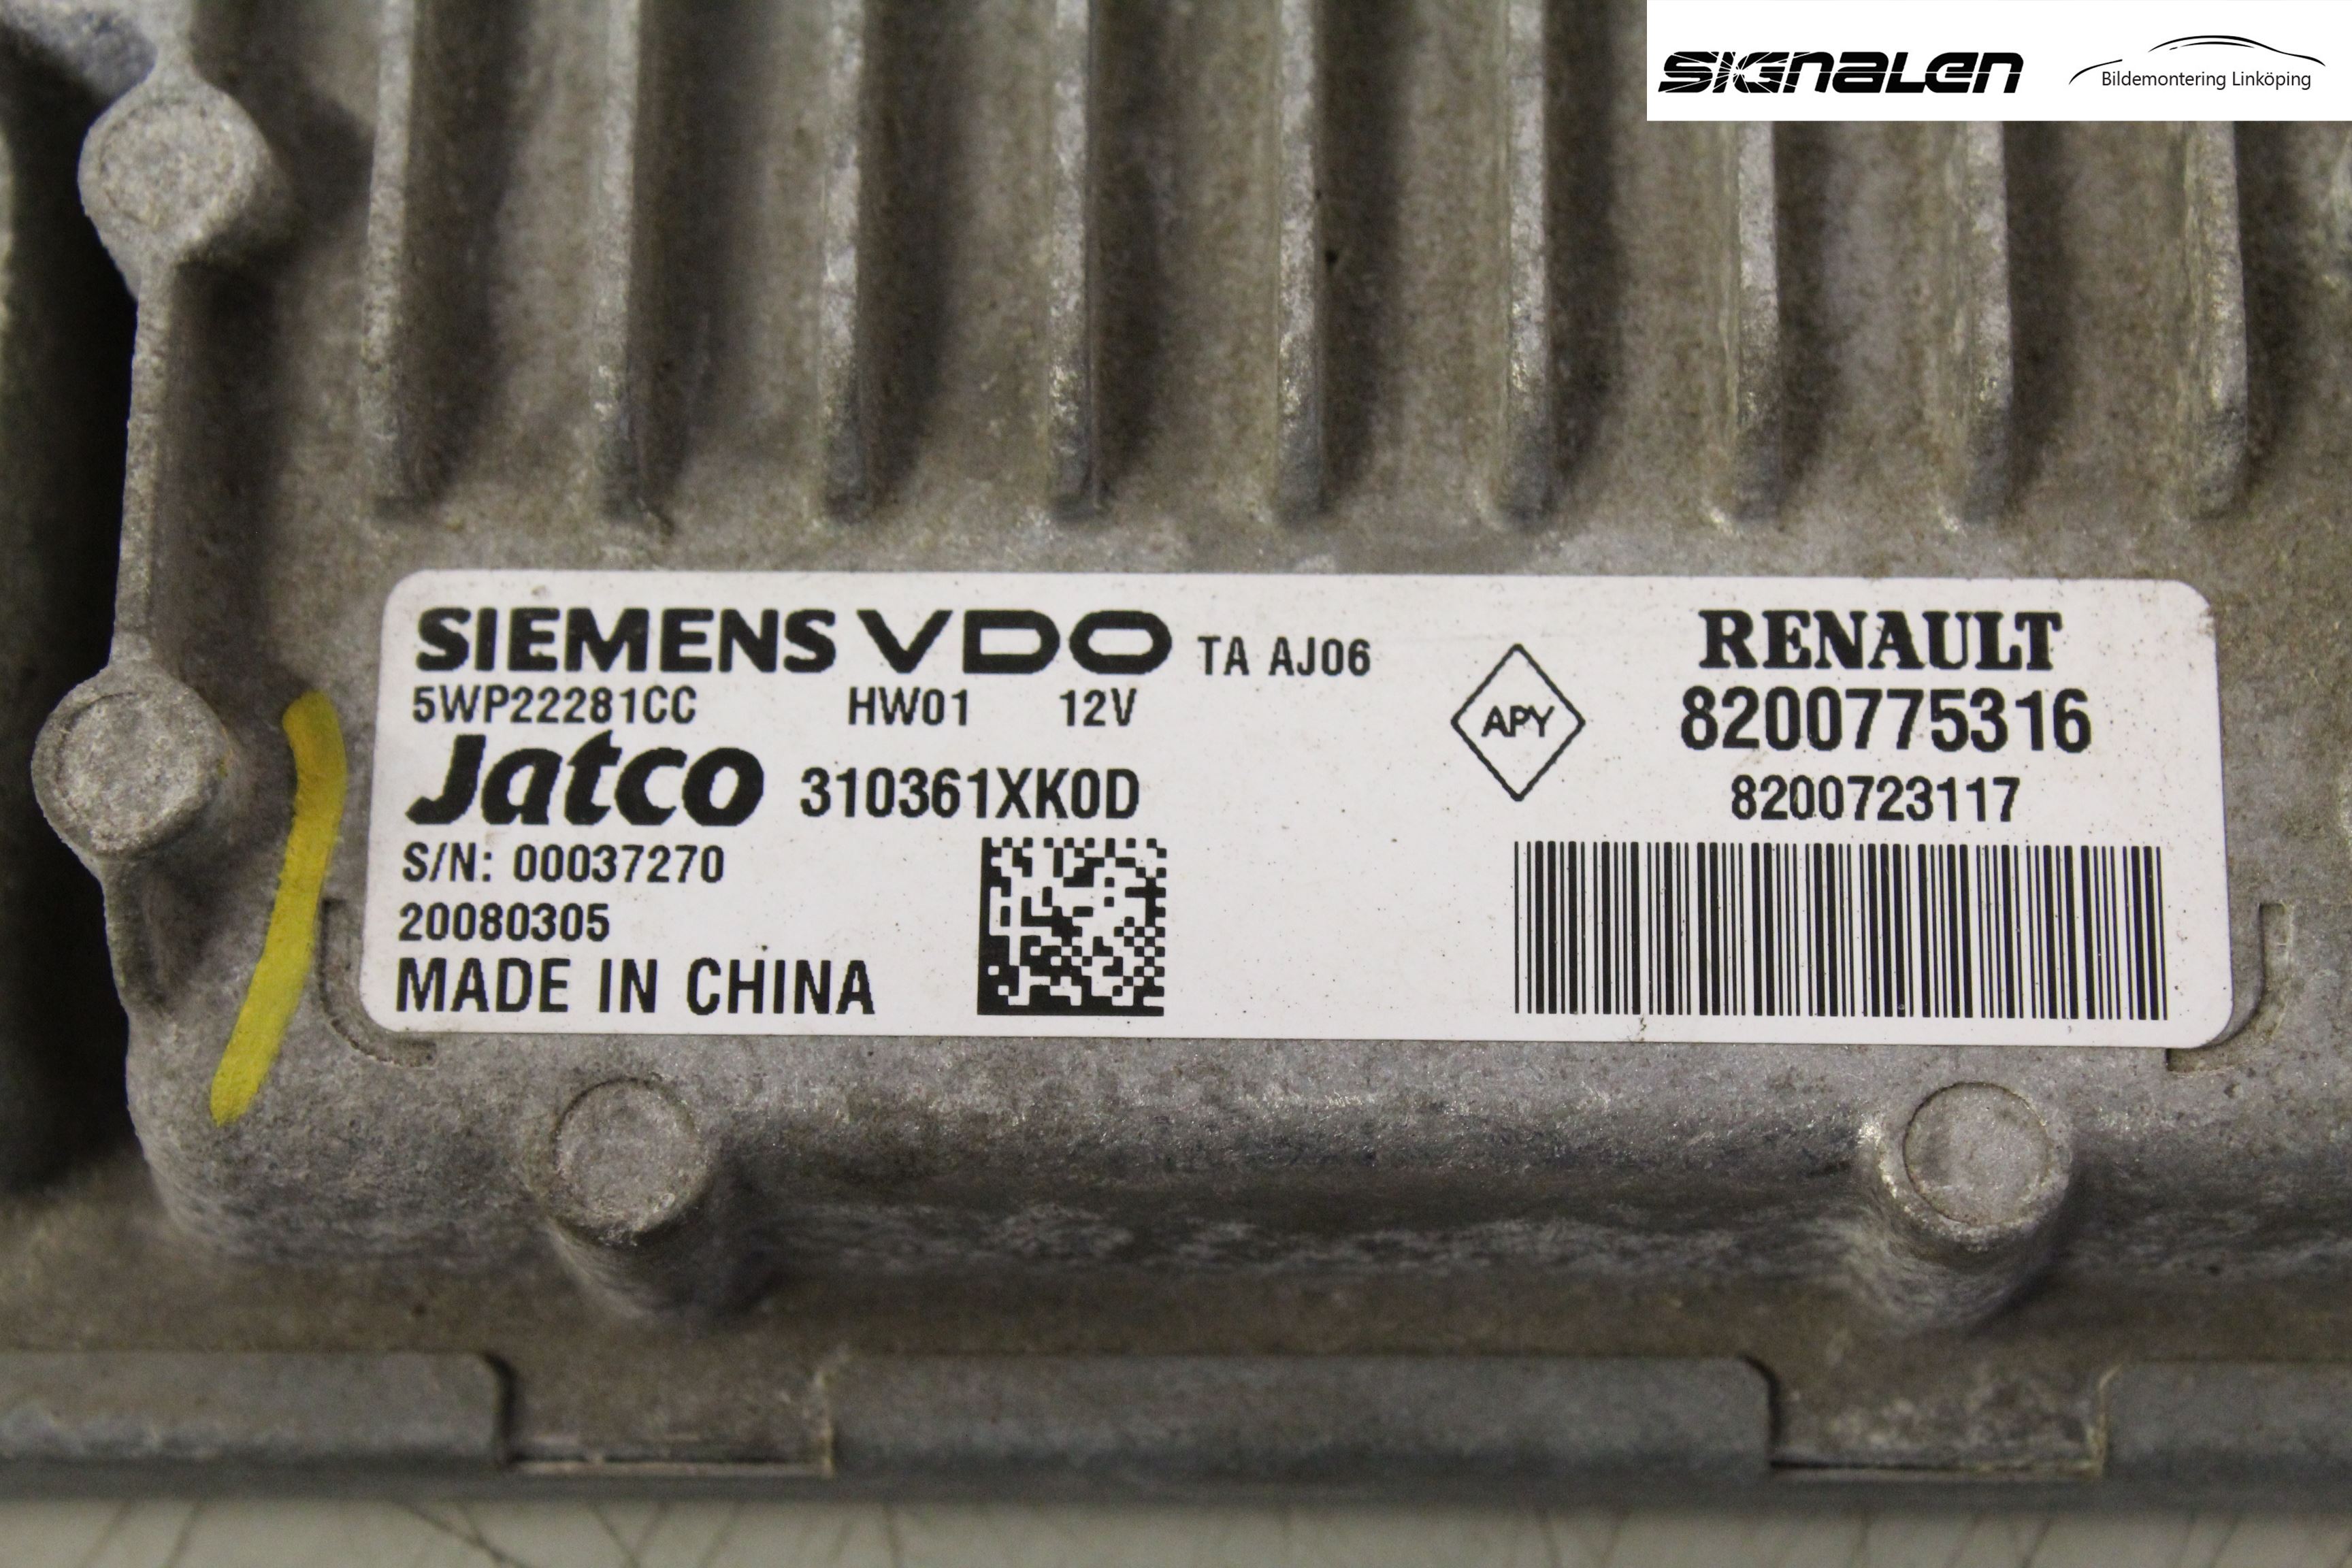 SIGNALEN
Bildemontering Linköping
SIEMENS VDO TA AJ06
5WP22281CC HW01 12V
Jatco 310361XK0D
S/N: 00037270
20080305
MADE IN CHINA
APY
RENAULT
8200775316
8200723117